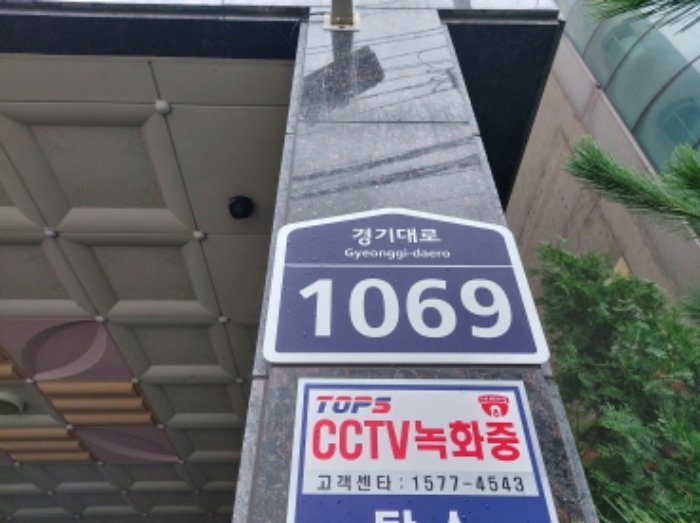 경기대로
Gyeonggi-daero
1069
TOPS
CCTV녹화중
고객센타 : 1577-4543